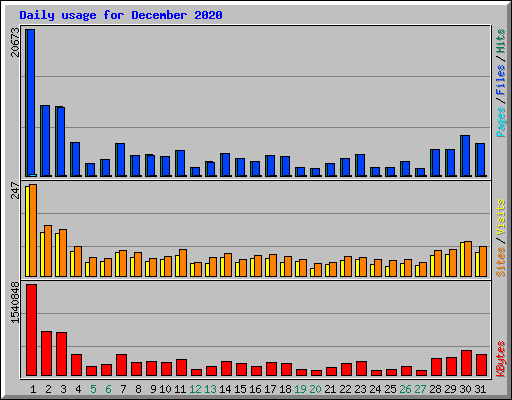 Daily usage for December 2020
20673
Pages / Files / Hits
247
Sites / Visits
1540848
KBytes
1 2 3 4 5 6 7 8 9 10 11 12 13 14 15 16 17 18 19 20 21 22 23 24 25 26 27 28 29 30 31